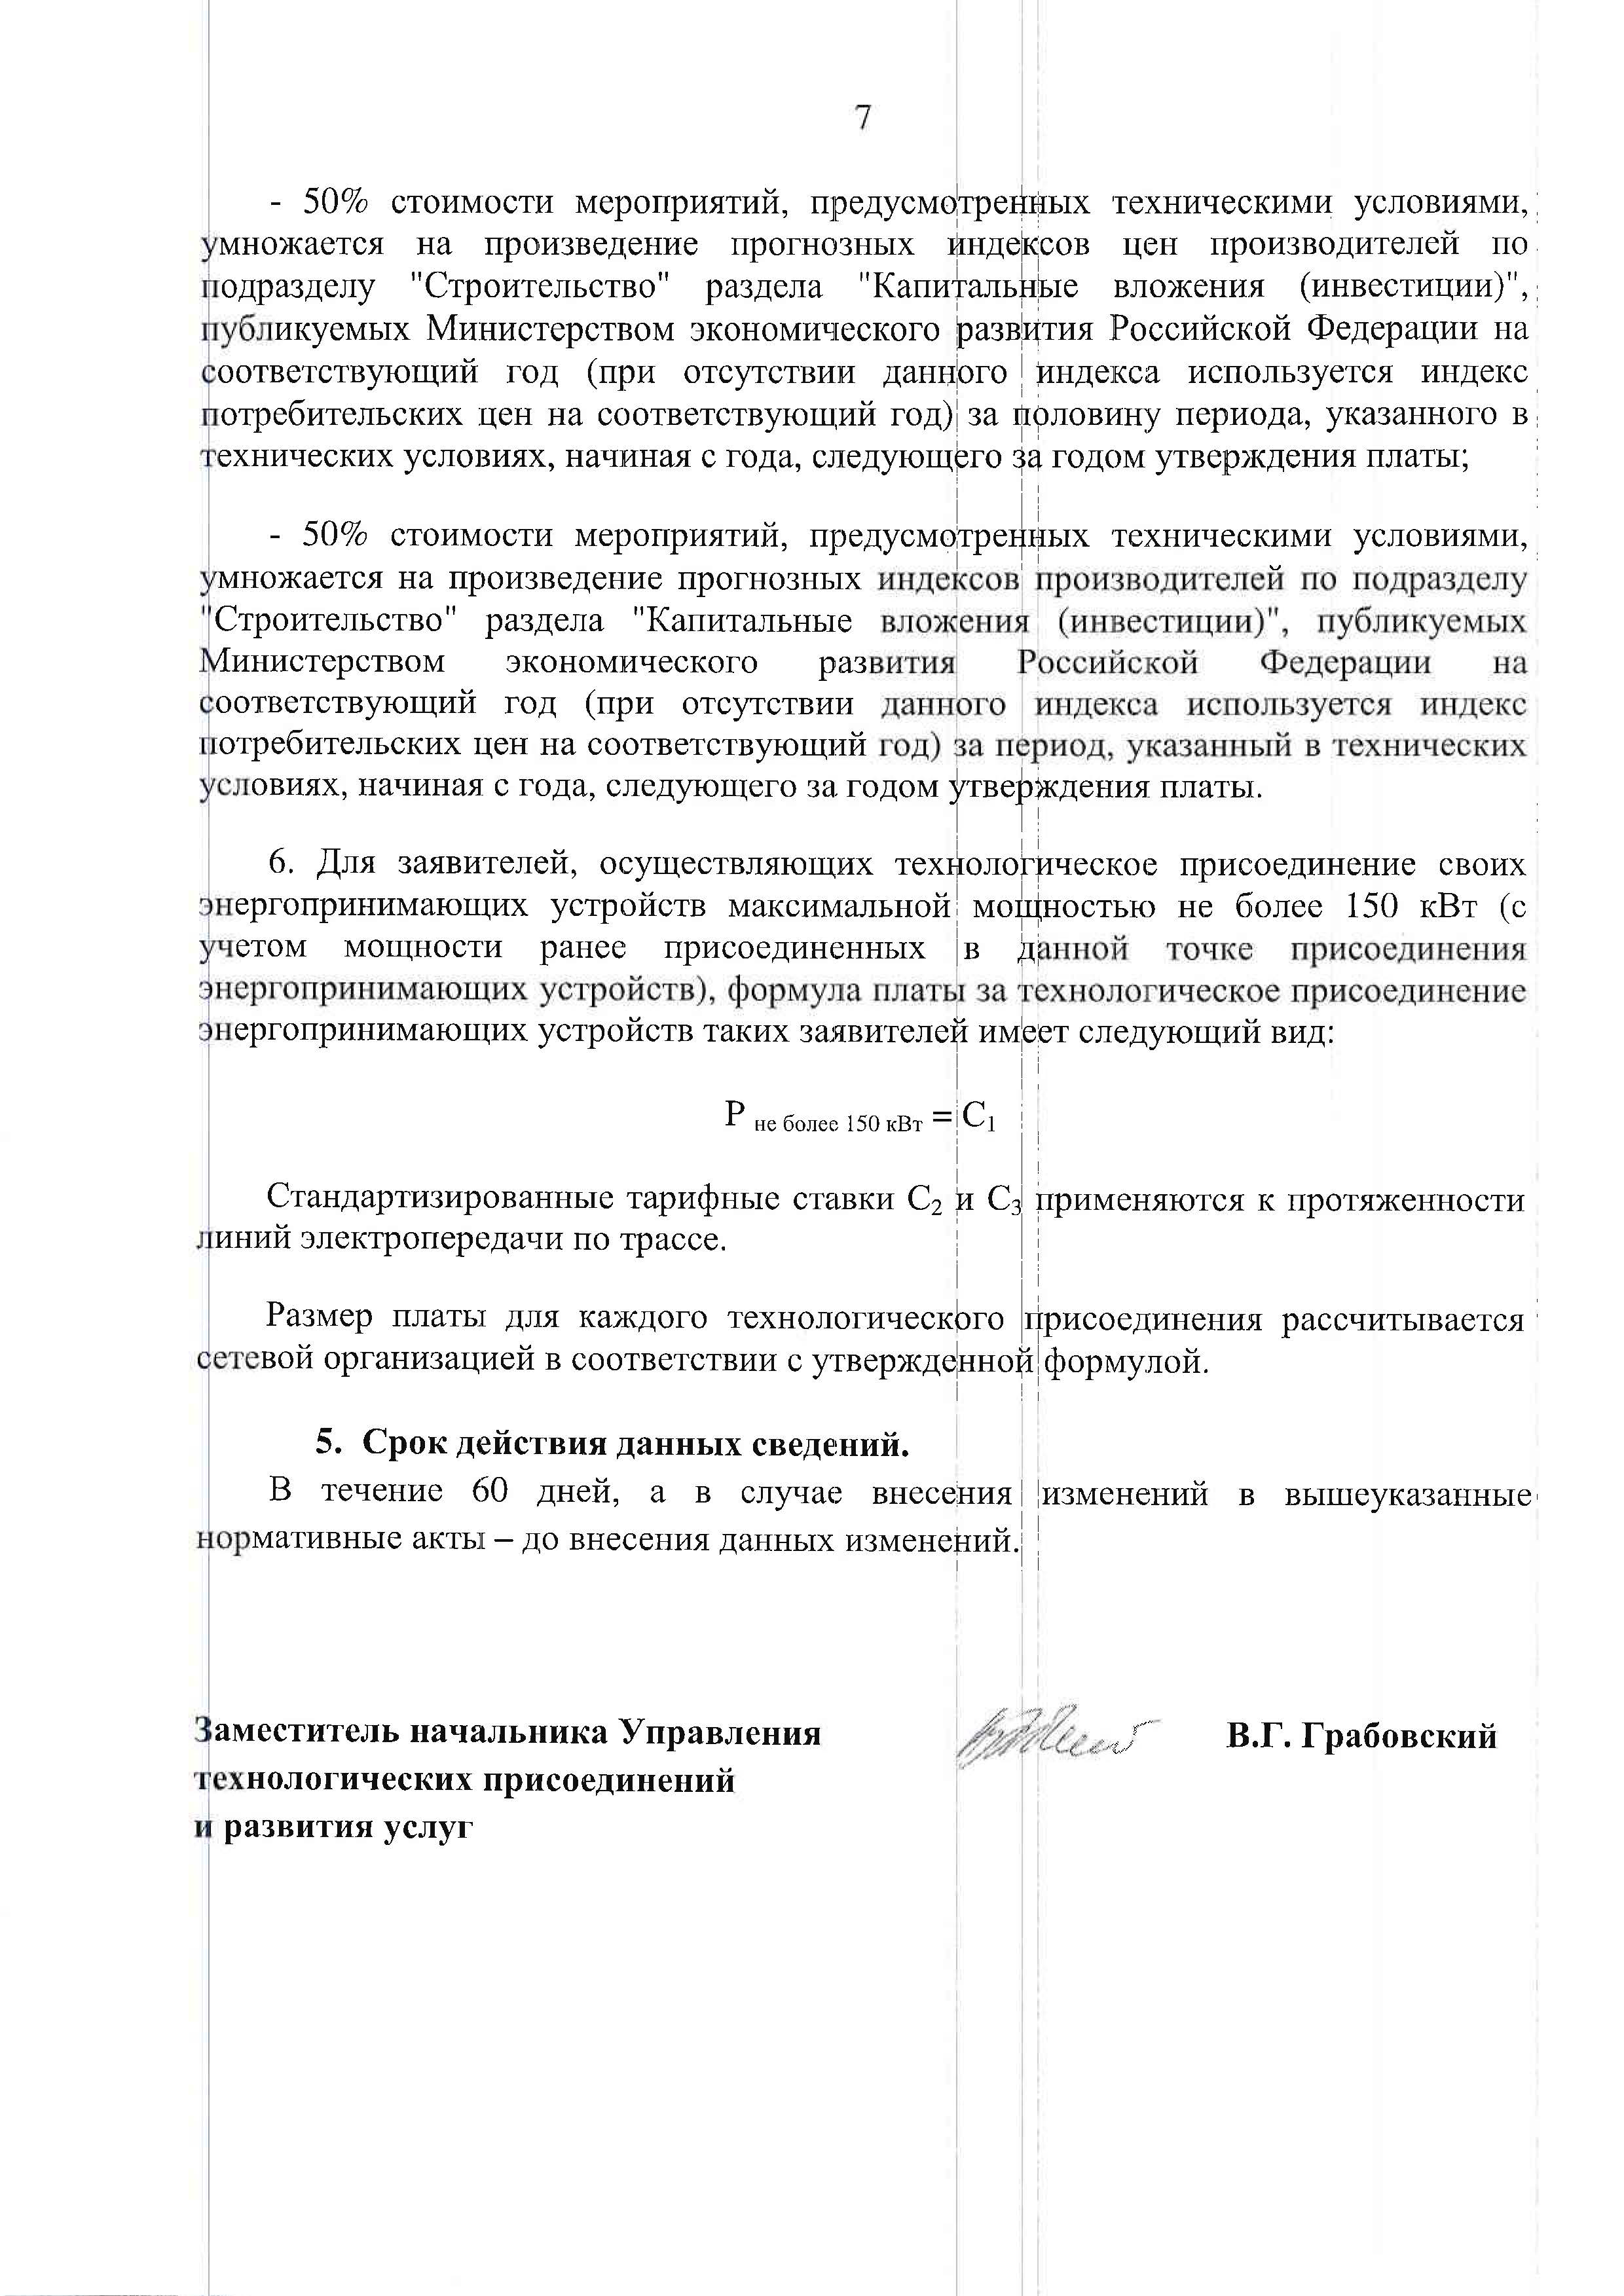 7
- 50% стоимости мероприятий, предусмотренных техническими условиями,
умножается на произведение прогнозных индексов цен производителей по
подразделу "Строительство" раздела "Капитальные вложения (инвестиции)",
публикуемых Министерством экономического развития Российской Федерации на
соответствующий год (при отсутствии данного индекса используется индекс
потребительских цен на соответствующий год) за половину периода, указанного в
технических условиях, начиная с года, следующего за годом утверждения платы;
- 50% стоимости мероприятий, предусмотренных техническими условиями,
умножается на произведение прогнозных индексов производителей по подразделу
"Строительство" раздела "Капитальные вложения (инвестиции)", публикуемых
Министерством экономического развития Российской Федерации на
соответствующий год (при отсутствии данного индекса используется индекс
потребительских цен на соответствующий год) за период, указанный в технических
условиях, начиная с года, следующего за годом утверждения платы.
6. Для заявителей, осуществляющих технологическое присоединение своих
энергопринимающих устройств максимальной мощностью не более 150 кВт (с
учетом мощности ранее присоединенных в данной точке присоединения
энергопринимающих устройств), формула платы за технологическое присоединение
энергопринимающих устройств таких заявителей имеет следующий вид:
Р не более 150 кВт = С₁
Стандартизированные тарифные ставки С₂ и С₃ применяются к протяженности
линий электропередачи по трассе.
Размер платы для каждого технологического присоединения рассчитывается
сетевой организацией в соответствии с утвержденной формулой.
5. Срок действия данных сведений.
В течение 60 дней, а в случае внесения изменений в вышеуказанные
нормативные акты – до внесения данных изменений.
Заместитель начальника Управления В.Г. Грабовский
технологических присоединений
и развития услуг